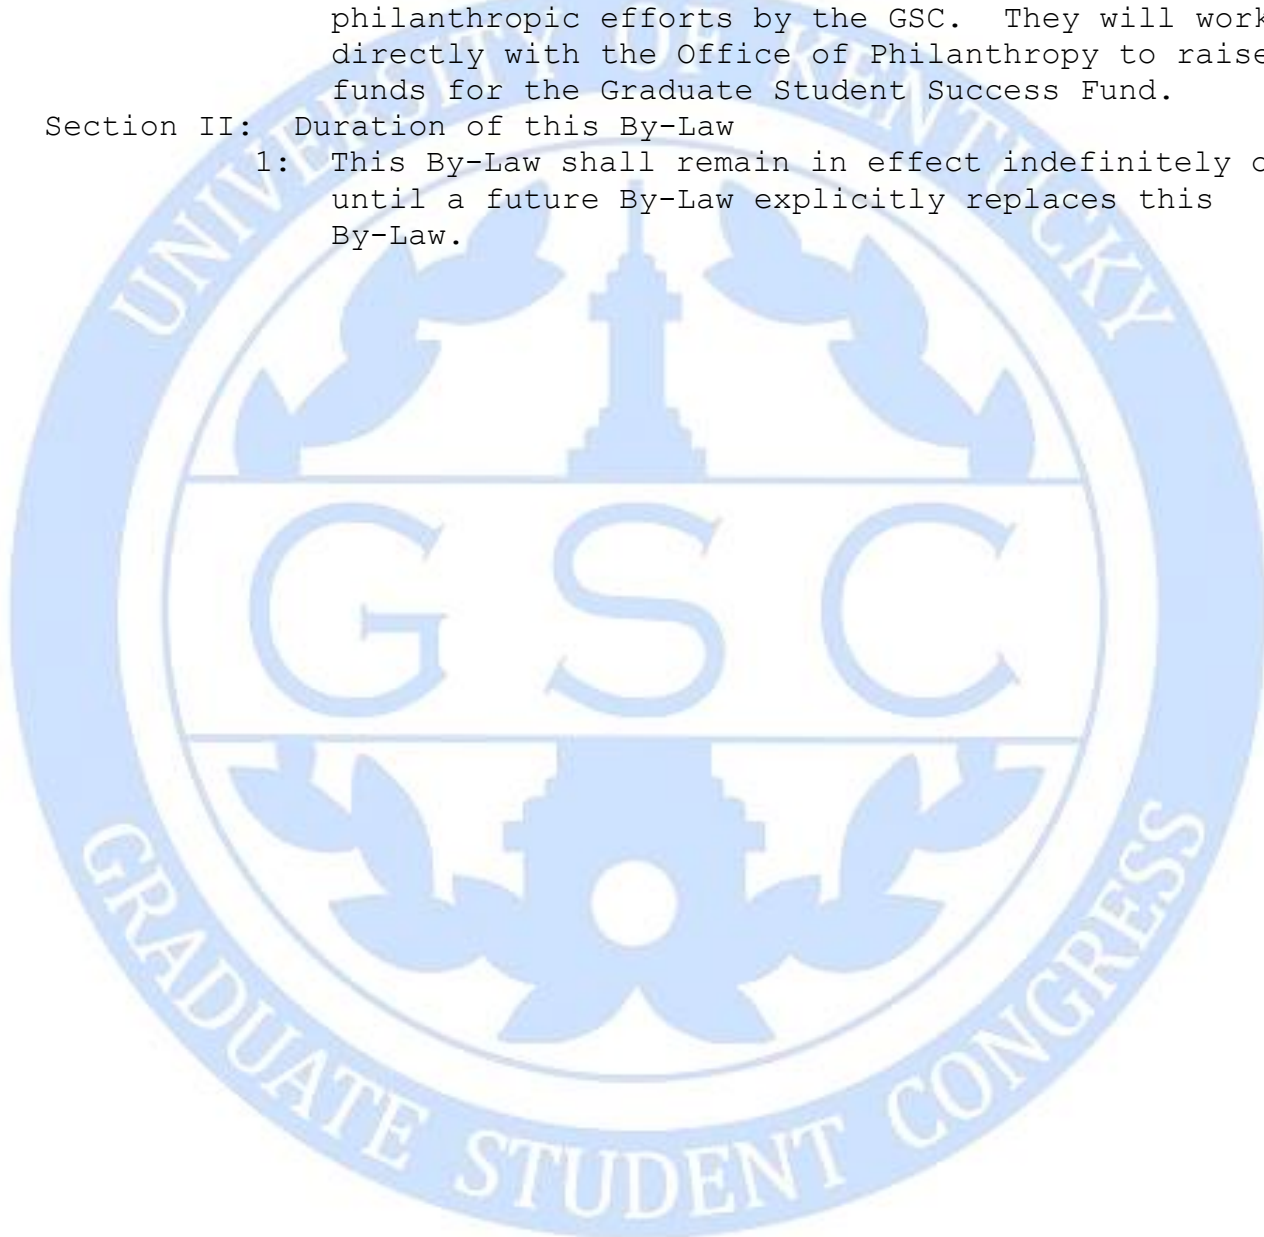 philanthropic efforts by the GSC. They will work
directly with the Office of Philanthropy to raise
funds for the Graduate Student Success Fund.
Section II: Duration of this By-Law
1: This By-Law shall remain in effect indefinitely
until a future By-Law explicitly replaces this
By-Law.
UNIVERSITY OF KENTUCKY
GSC
GRADUATE STUDENT CONGRESS